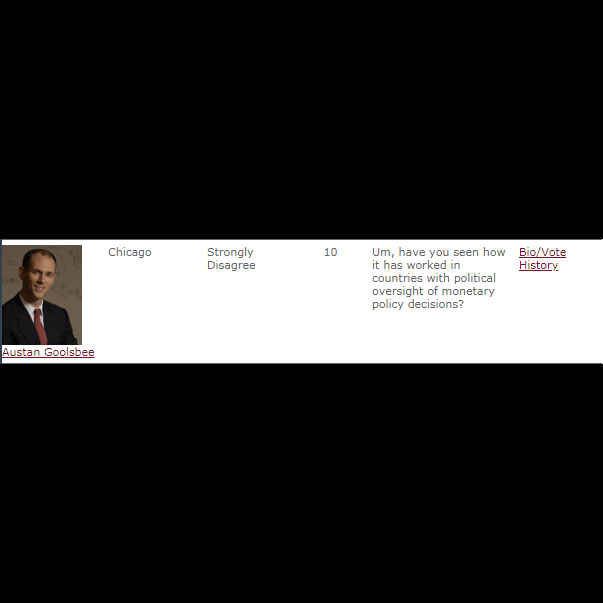 Chicago
Strongly
Disagree
10
Um, have you seen how
it has worked in
countries with political
oversight of monetary
policy decisions?
Bio/Vote
History
Austan Goolsbee